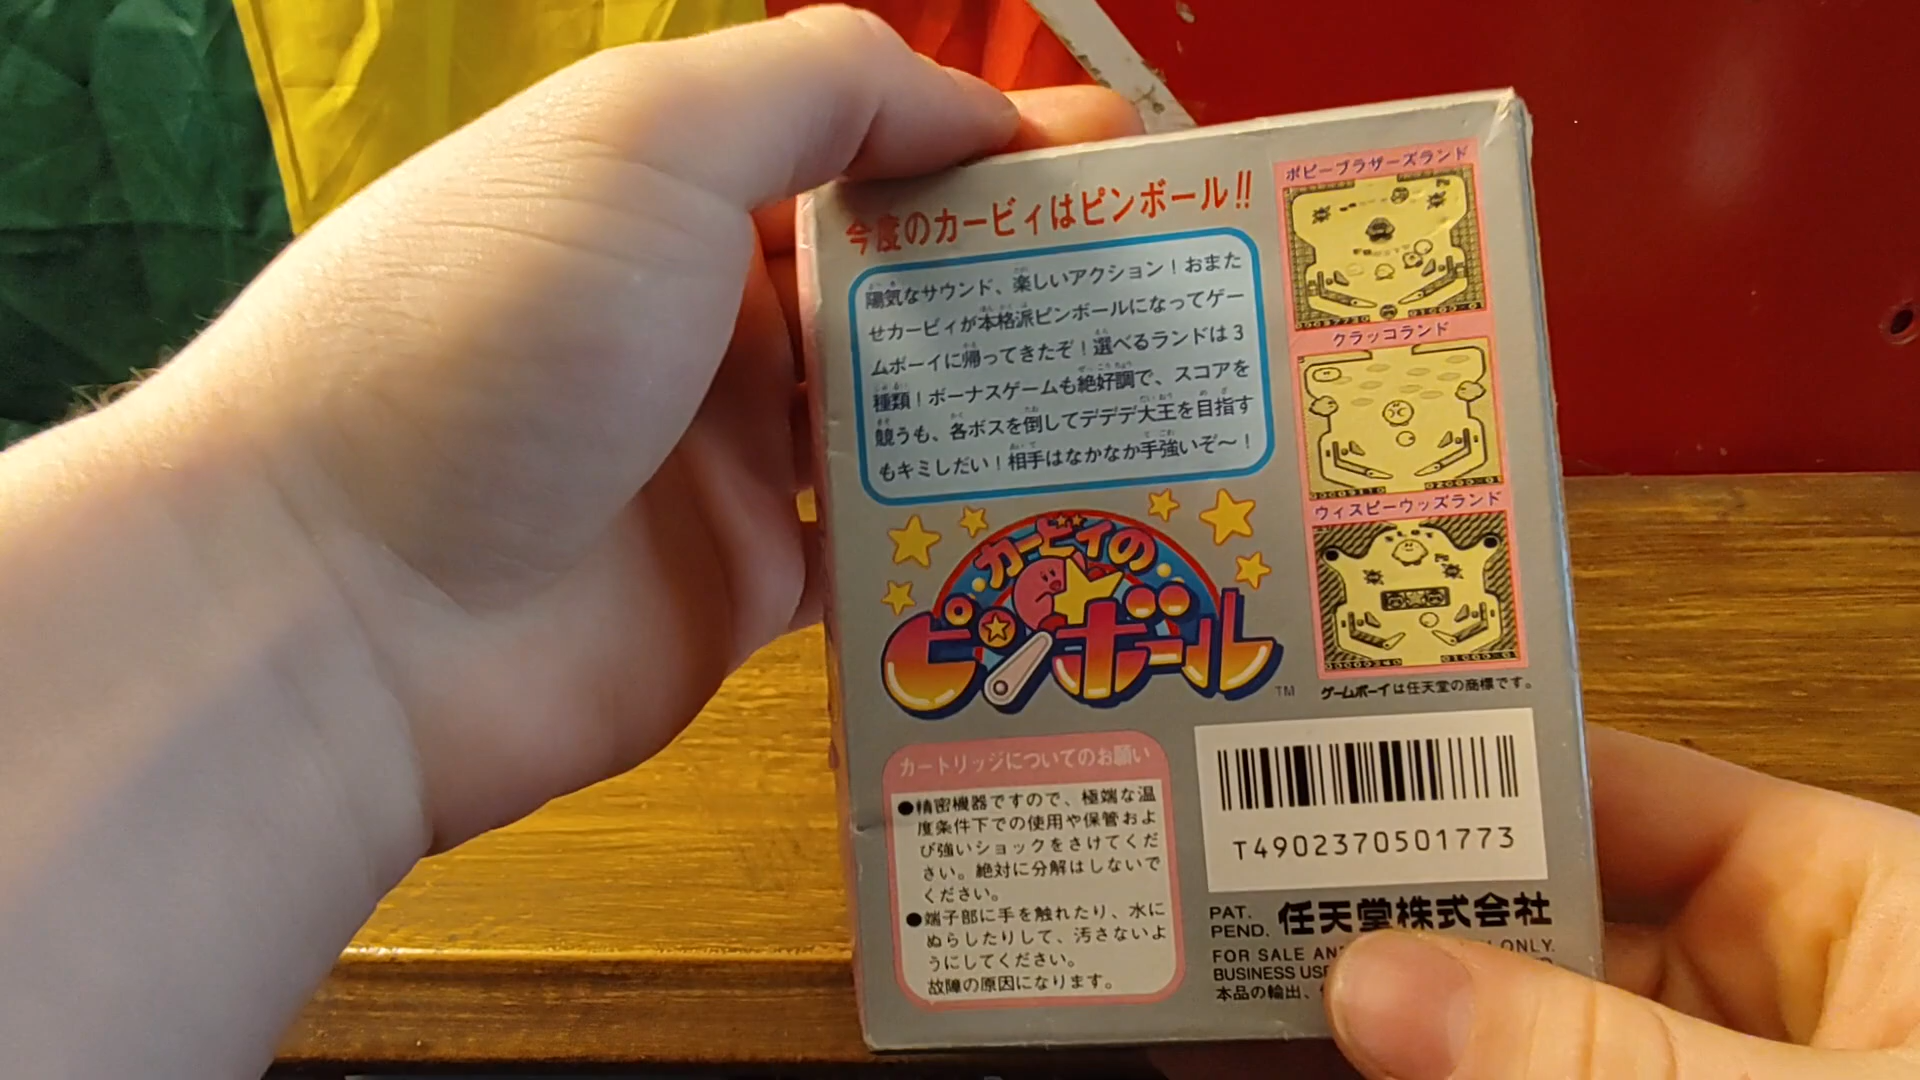 今度のカービィはピンボール!!
陽気なサウンド、楽しいアクション！おまた
せカービィが本格派ピンボールになってゲー
ムボーイに帰ってきたぞ！選べるランドは3
種類！ボーナスゲームも絶好調で、スコアを
競うも、各ボスを倒してデデデ大王を目指す
もキミしだい！相手はなかなか手強いぞ〜！
ポピーブラザーズランド
クラッコランド
ウィスピーウッズランド
カービィの
ピンボール
TM
ゲームボーイは任天堂の商標です。
カートリッジについてのお願い
●精密機器ですので、極端な温
度条件下での使用や保管およ
び強いショックをさけてくだ
さい。絶対に分解はしないで
ください。
●端子部に手を触れたり、水に
ぬらしたりして、汚さないよ
うにしてください。
故障の原因になります。
T4902370501773
PAT.
PEND.
任天堂株式会社
FOR SALE AND ONLY.
BUSINESS USE
本品の輸出、